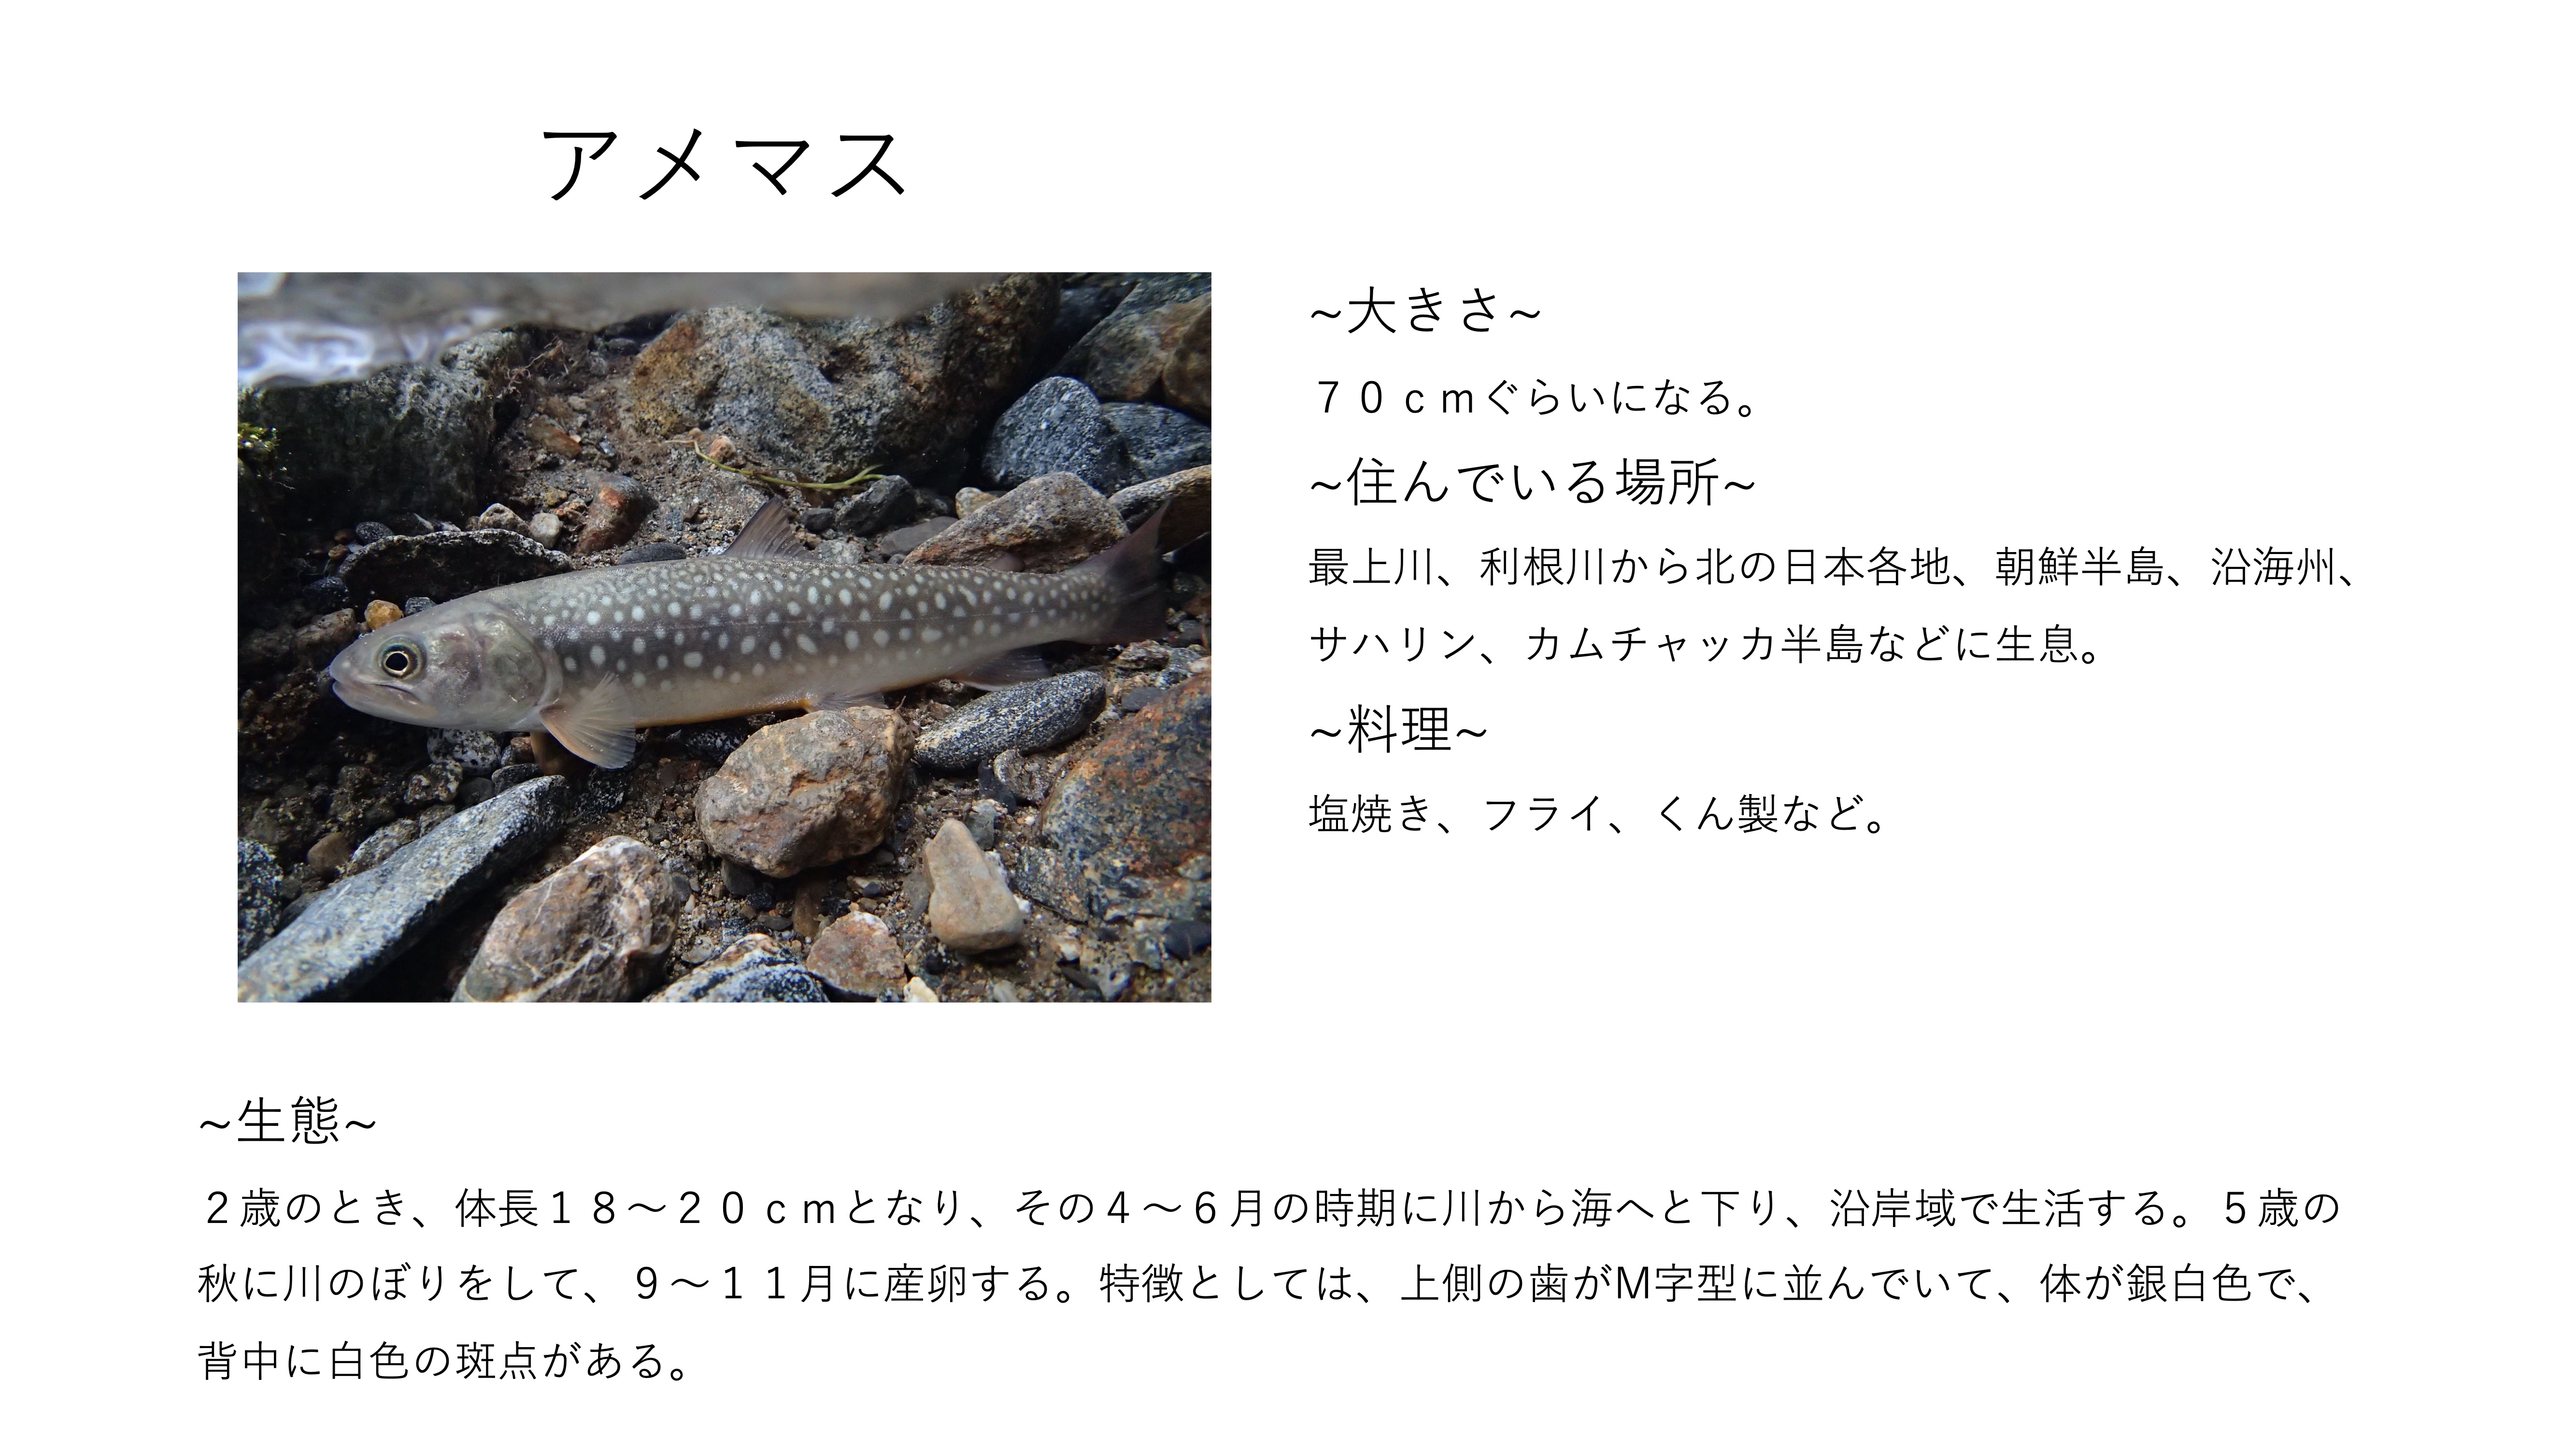 アメマス
~大きさ~
７０ｃｍぐらいになる。
~住んでいる場所~
最上川、利根川から北の日本各地、朝鮮半島、沿海州、
サハリン、カムチャッカ半島などに生息。
~料理~
塩焼き、フライ、くん製など。
~生態~
２歳のとき、体長１８～２０ｃｍとなり、その４～６月の時期に川から海へと下り、沿岸域で生活する。５歳の
秋に川のぼりをして、９～１１月に産卵する。特徴としては、上側の歯がM字型に並んでいて、体が銀白色で、
背中に白色の斑点がある。